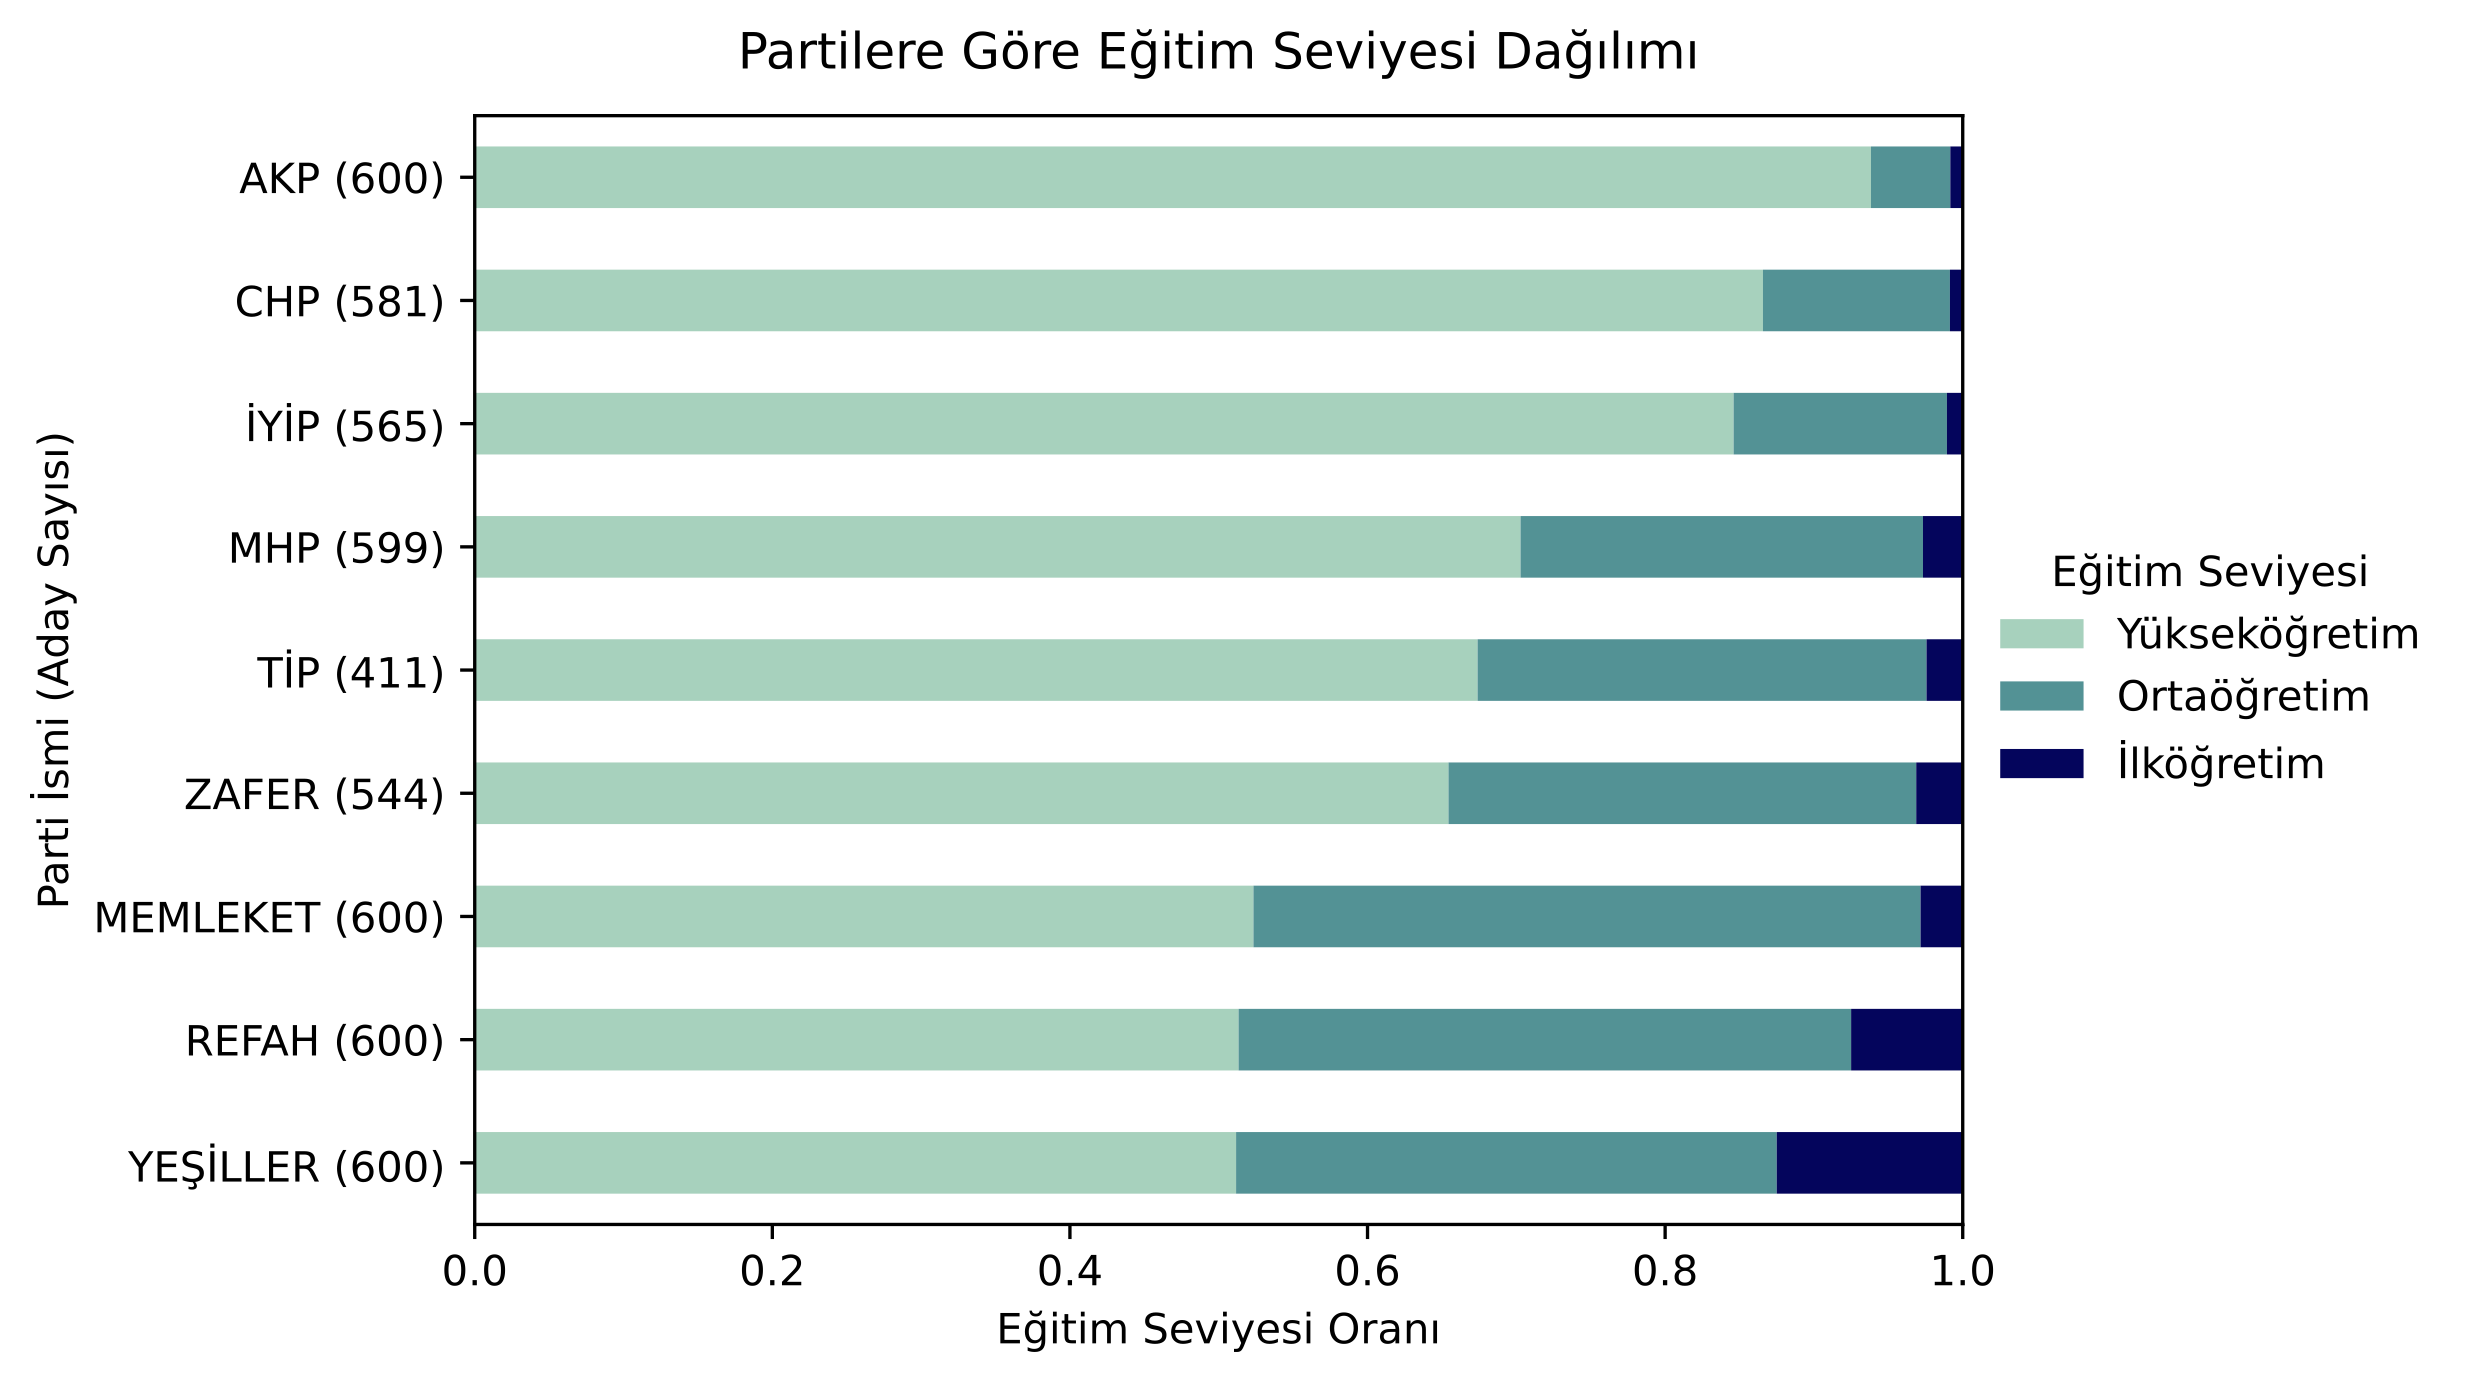 Partilere Göre Eğitim Seviyesi Dağılımı
Parti İsmi (Aday Sayısı)
AKP (600)
CHP (581)
İYİP (565)
MHP (599)
TİP (411)
ZAFER (544)
MEMLEKET (600)
REFAH (600)
YEŞİLLER (600)
0.0 0.2 0.4 0.6 0.8 1.0
Eğitim Seviyesi Oranı
Eğitim Seviyesi
Yükseköğretim
Ortaöğretim
İlköğretim